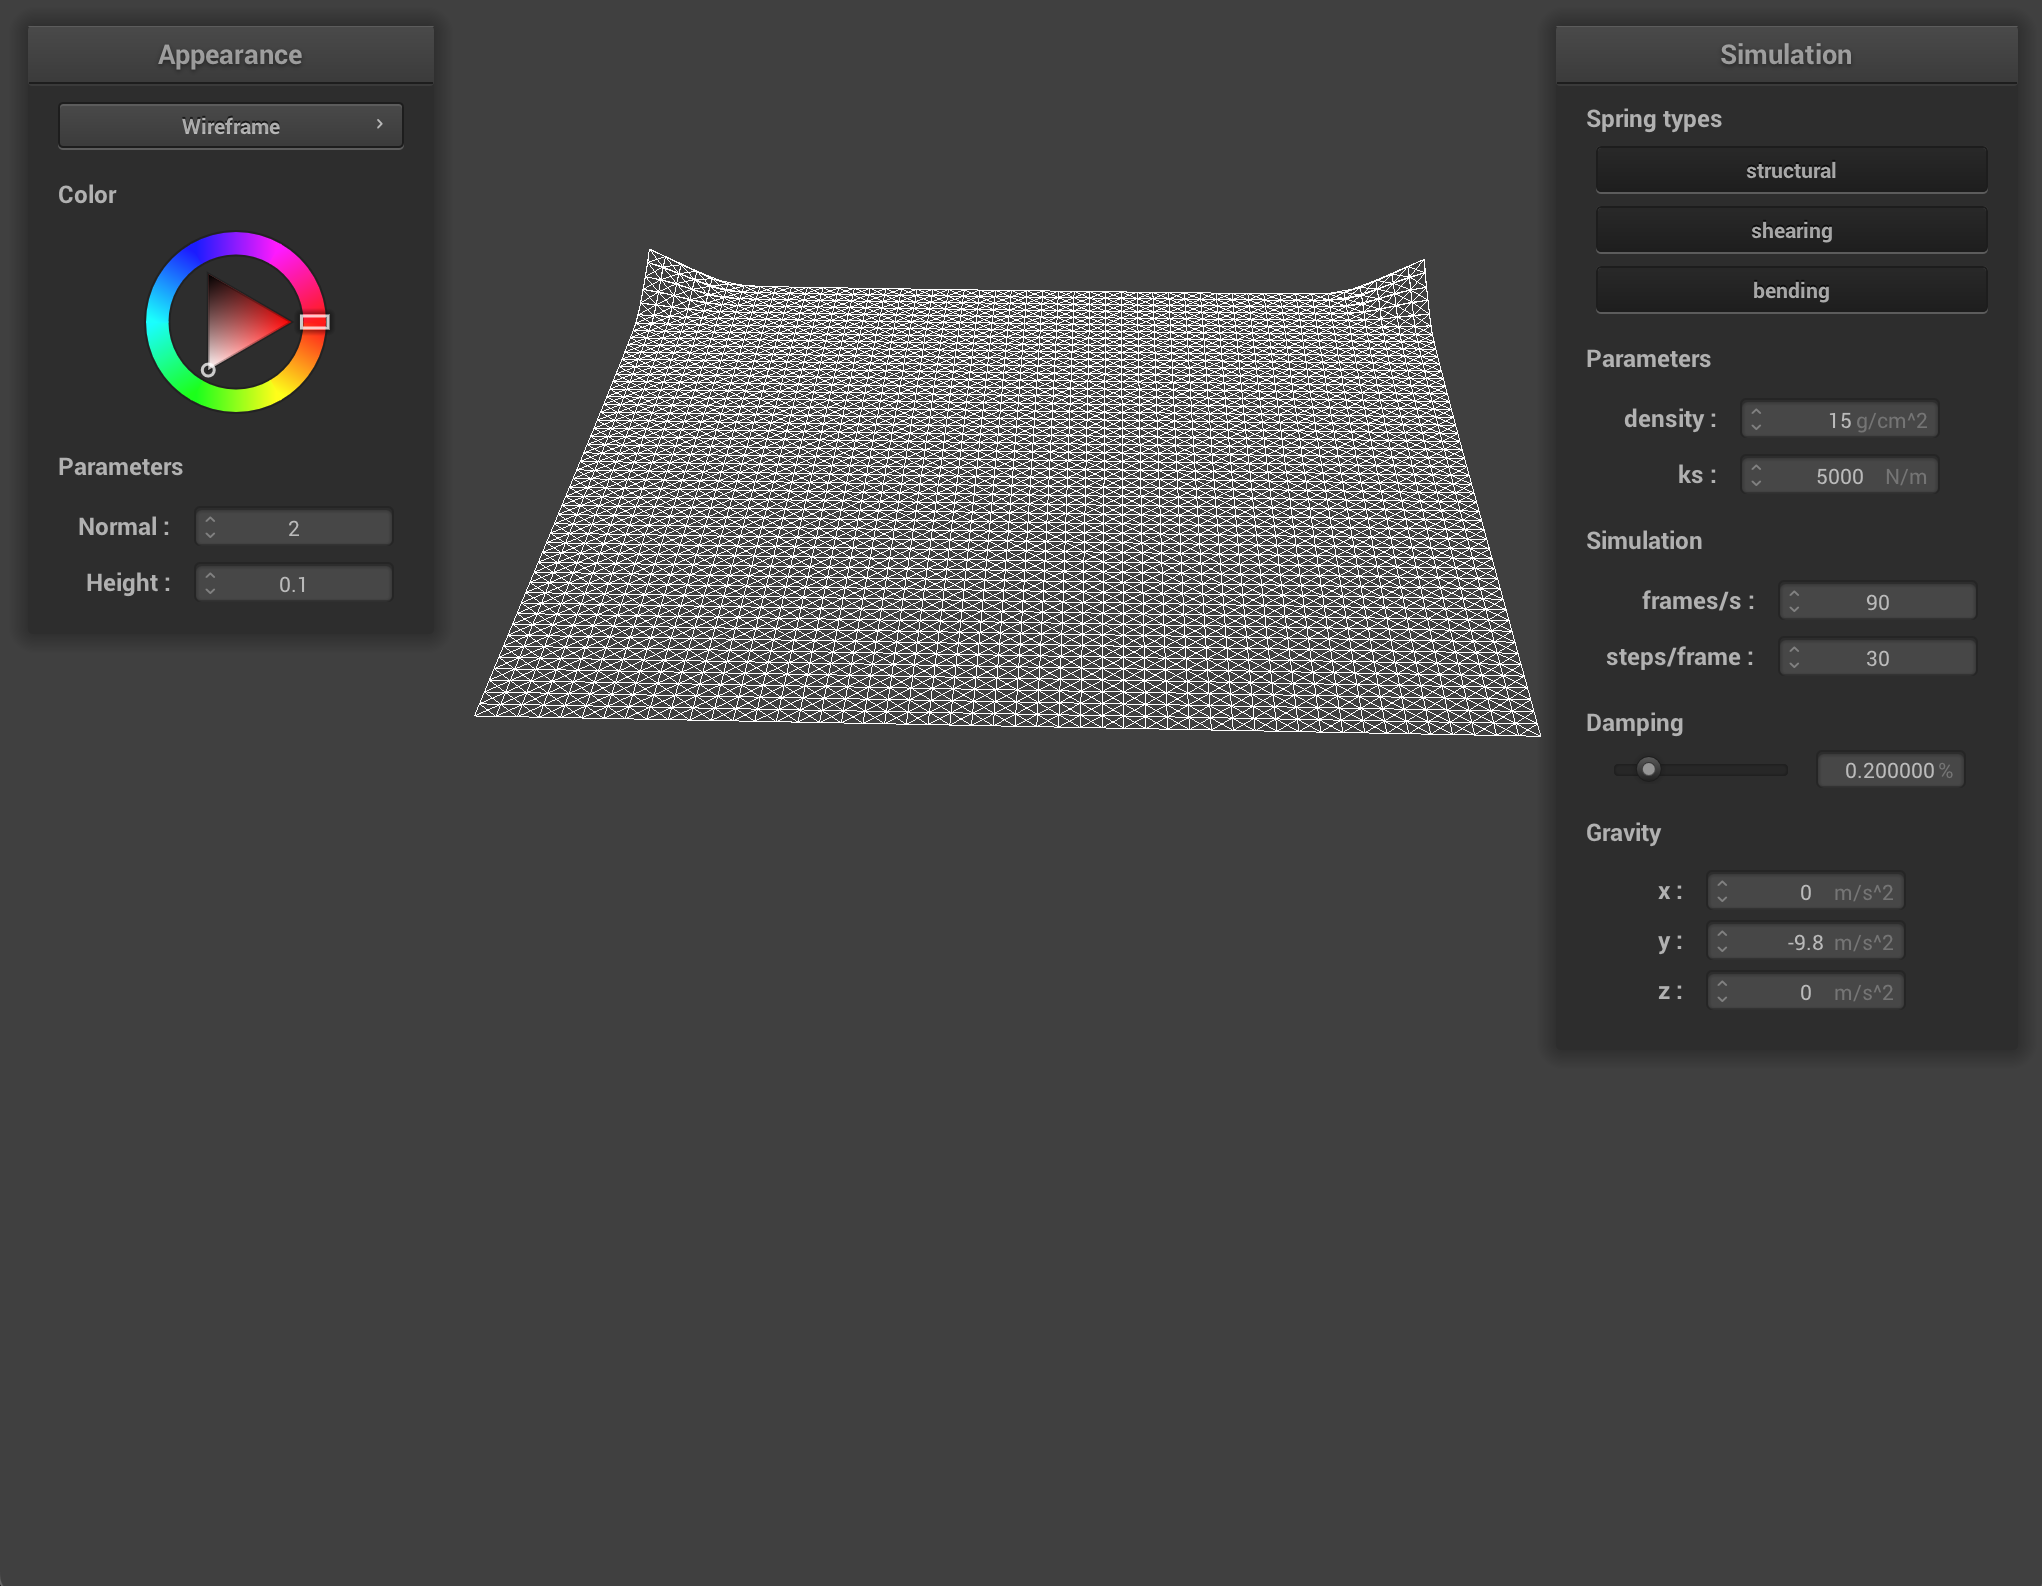 Appearance
Wireframe
Color
Parameters
Normal : 2
Height : 0.1
Simulation
Spring types
structural
shearing
bending
Parameters
density : 15 g/cm^2
ks : 5000 N/m
Simulation
frames/s : 90
steps/frame : 30
Damping
0.200000 %
Gravity
x : 0 m/s^2
y : -9.8 m/s^2
z : 0 m/s^2